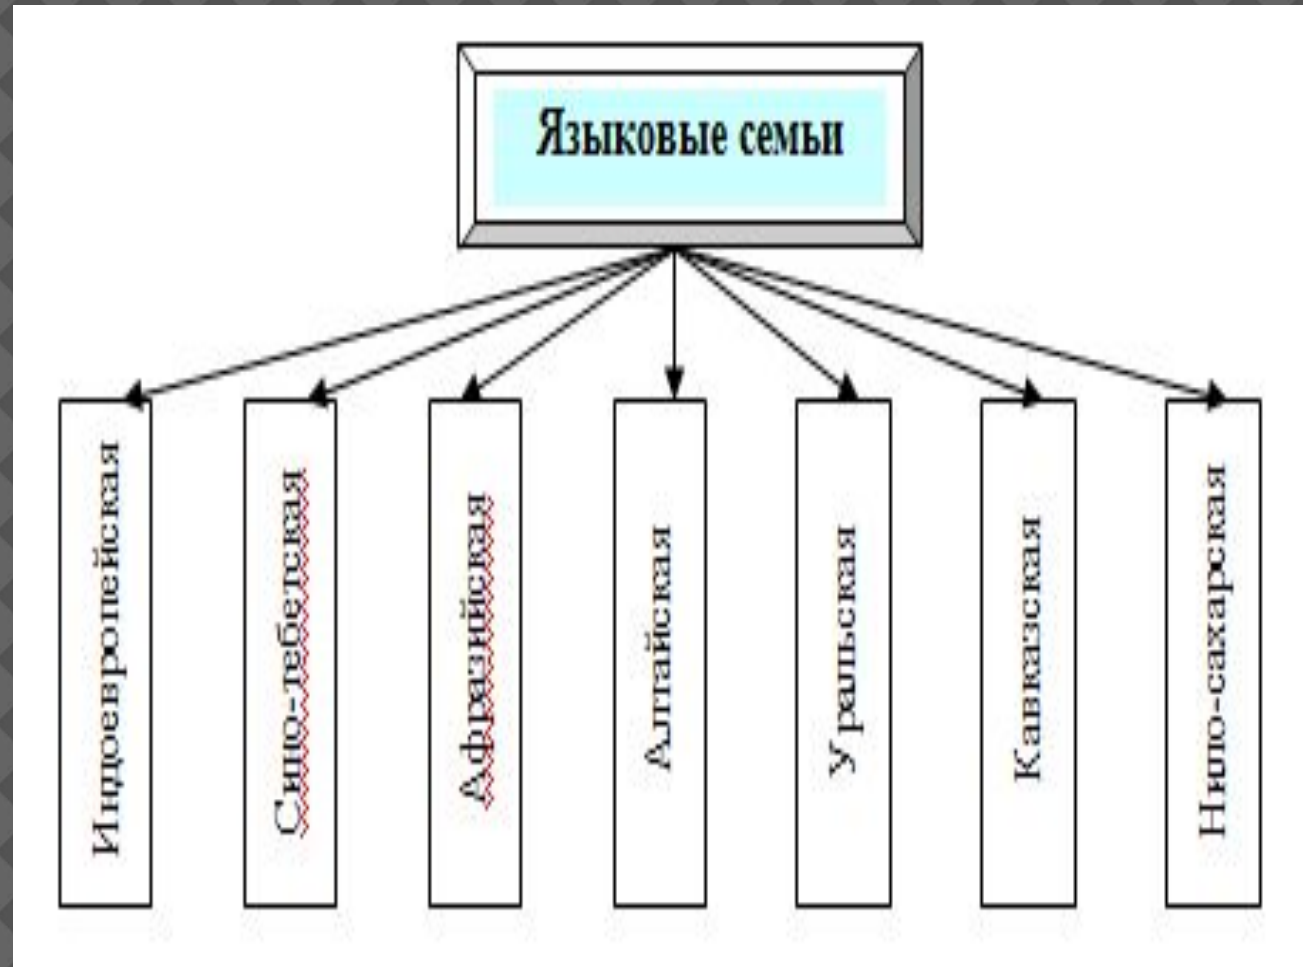 Языковые семьи
Индоевропейская
Сино-тебетская
Афразийская
Алтайская
Уральская
Кавказская
Нило-сахарская